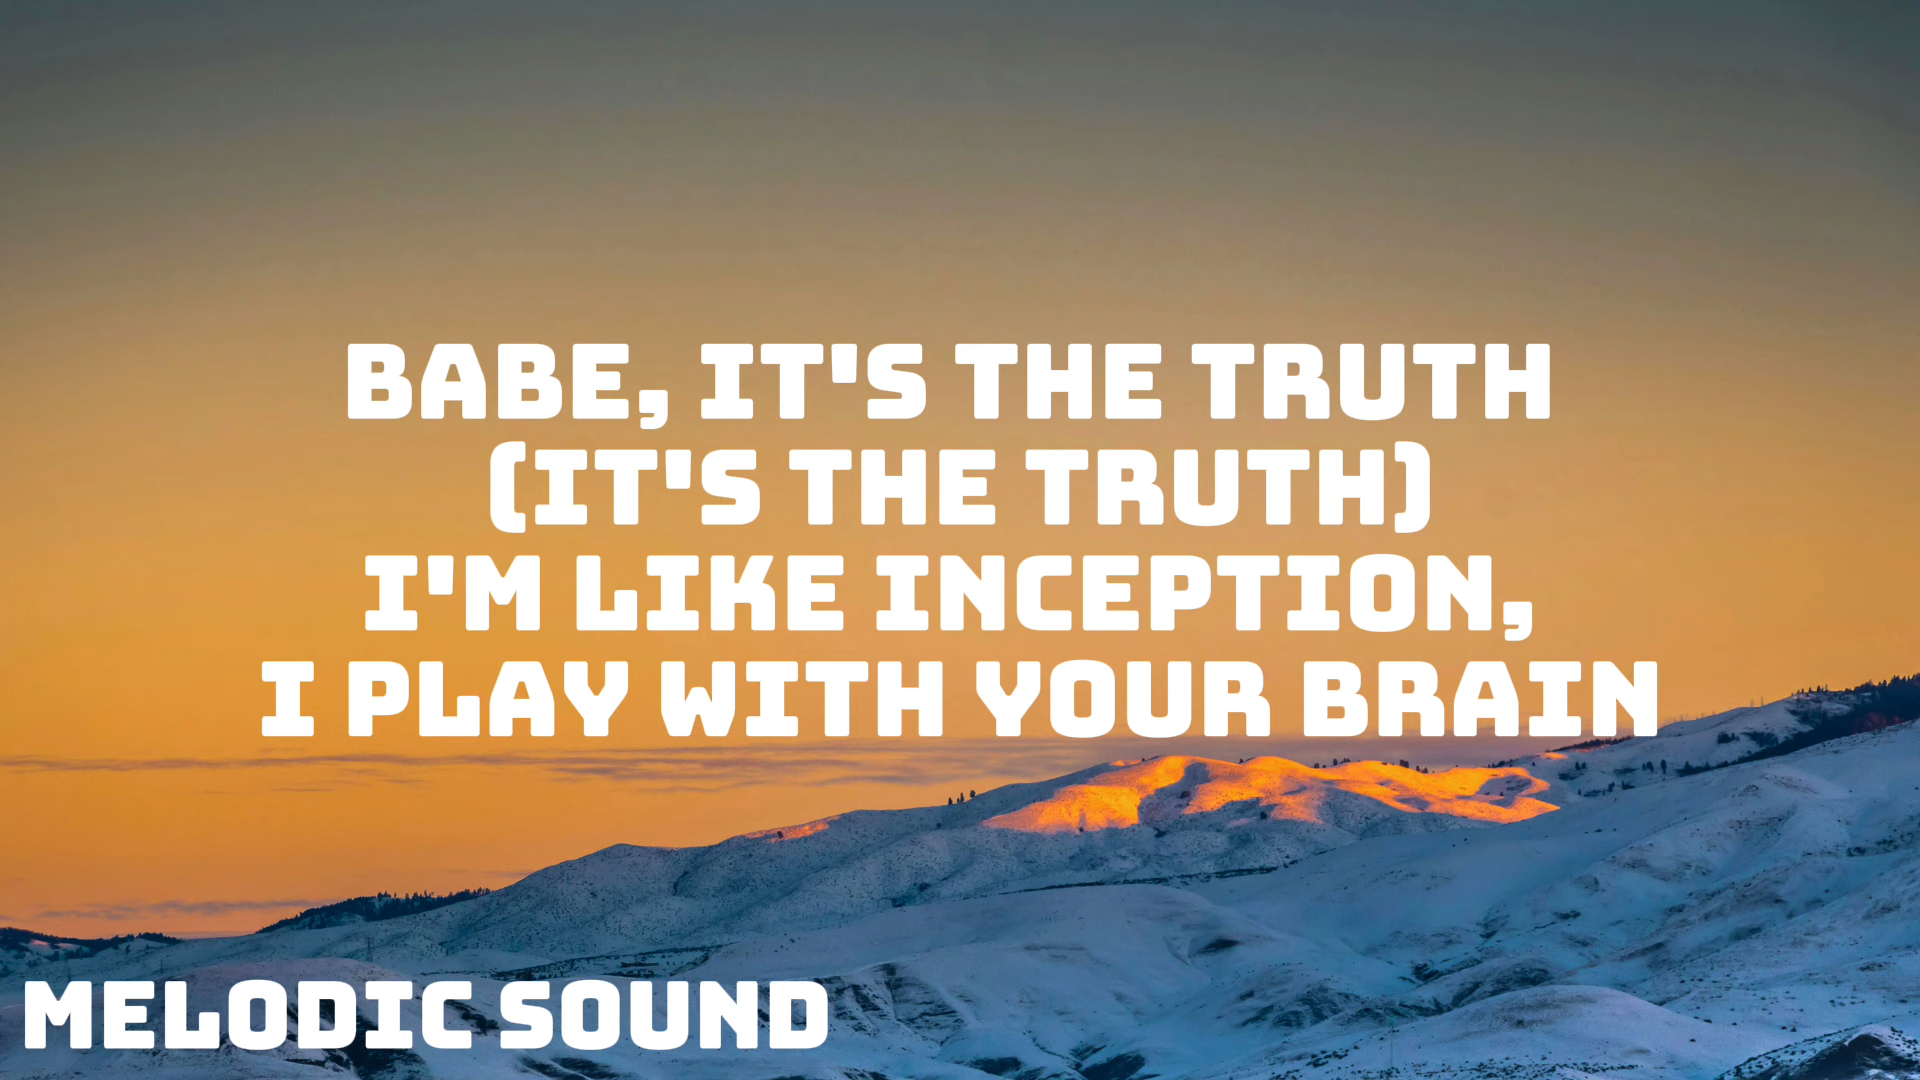 BABE, IT'S THE TRUTH
(IT'S THE TRUTH)
I'M LIKE INCEPTION,
I PLAY WITH YOUR BRAIN
MELODIC SOUND